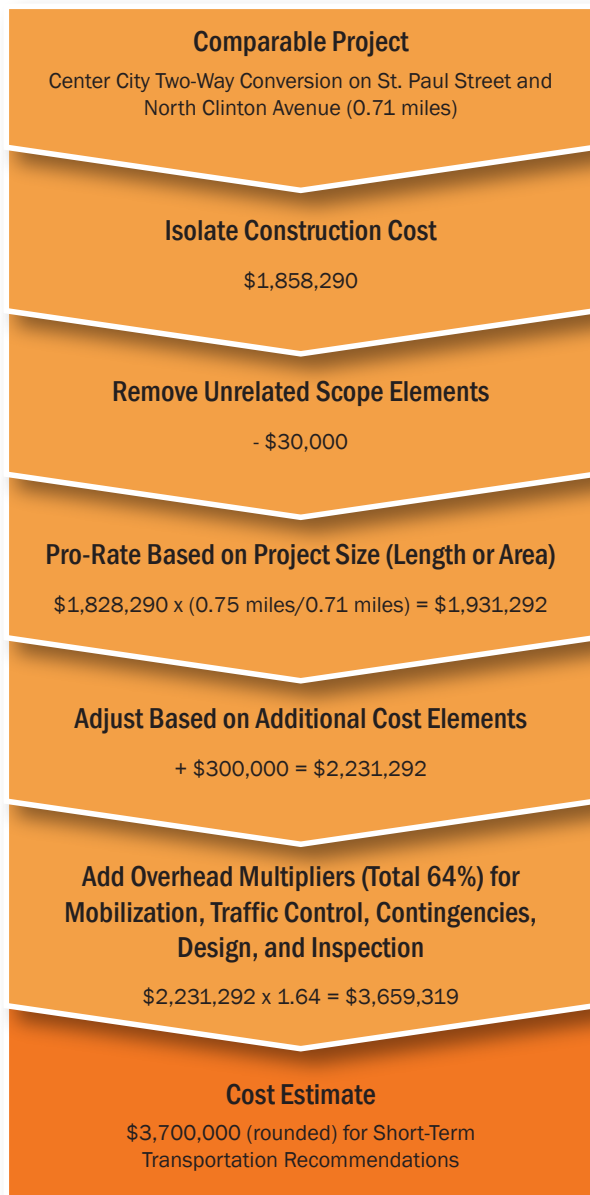 Comparable Project
Center City Two-Way Conversion on St. Paul Street and
North Clinton Avenue (0.71 miles)
Isolate Construction Cost
$1,858,290
Remove Unrelated Scope Elements
- $30,000
Pro-Rate Based on Project Size (Length or Area)
$1,828,290 x (0.75 miles/0.71 miles) = $1,931,292
Adjust Based on Additional Cost Elements
+ $300,000 = $2,231,292
Add Overhead Multipliers (Total 64%) for
Mobilization, Traffic Control, Contingencies,
Design, and Inspection
$2,231,292 x 1.64 = $3,659,319
Cost Estimate
$3,700,000 (rounded) for Short-Term
Transportation Recommendations